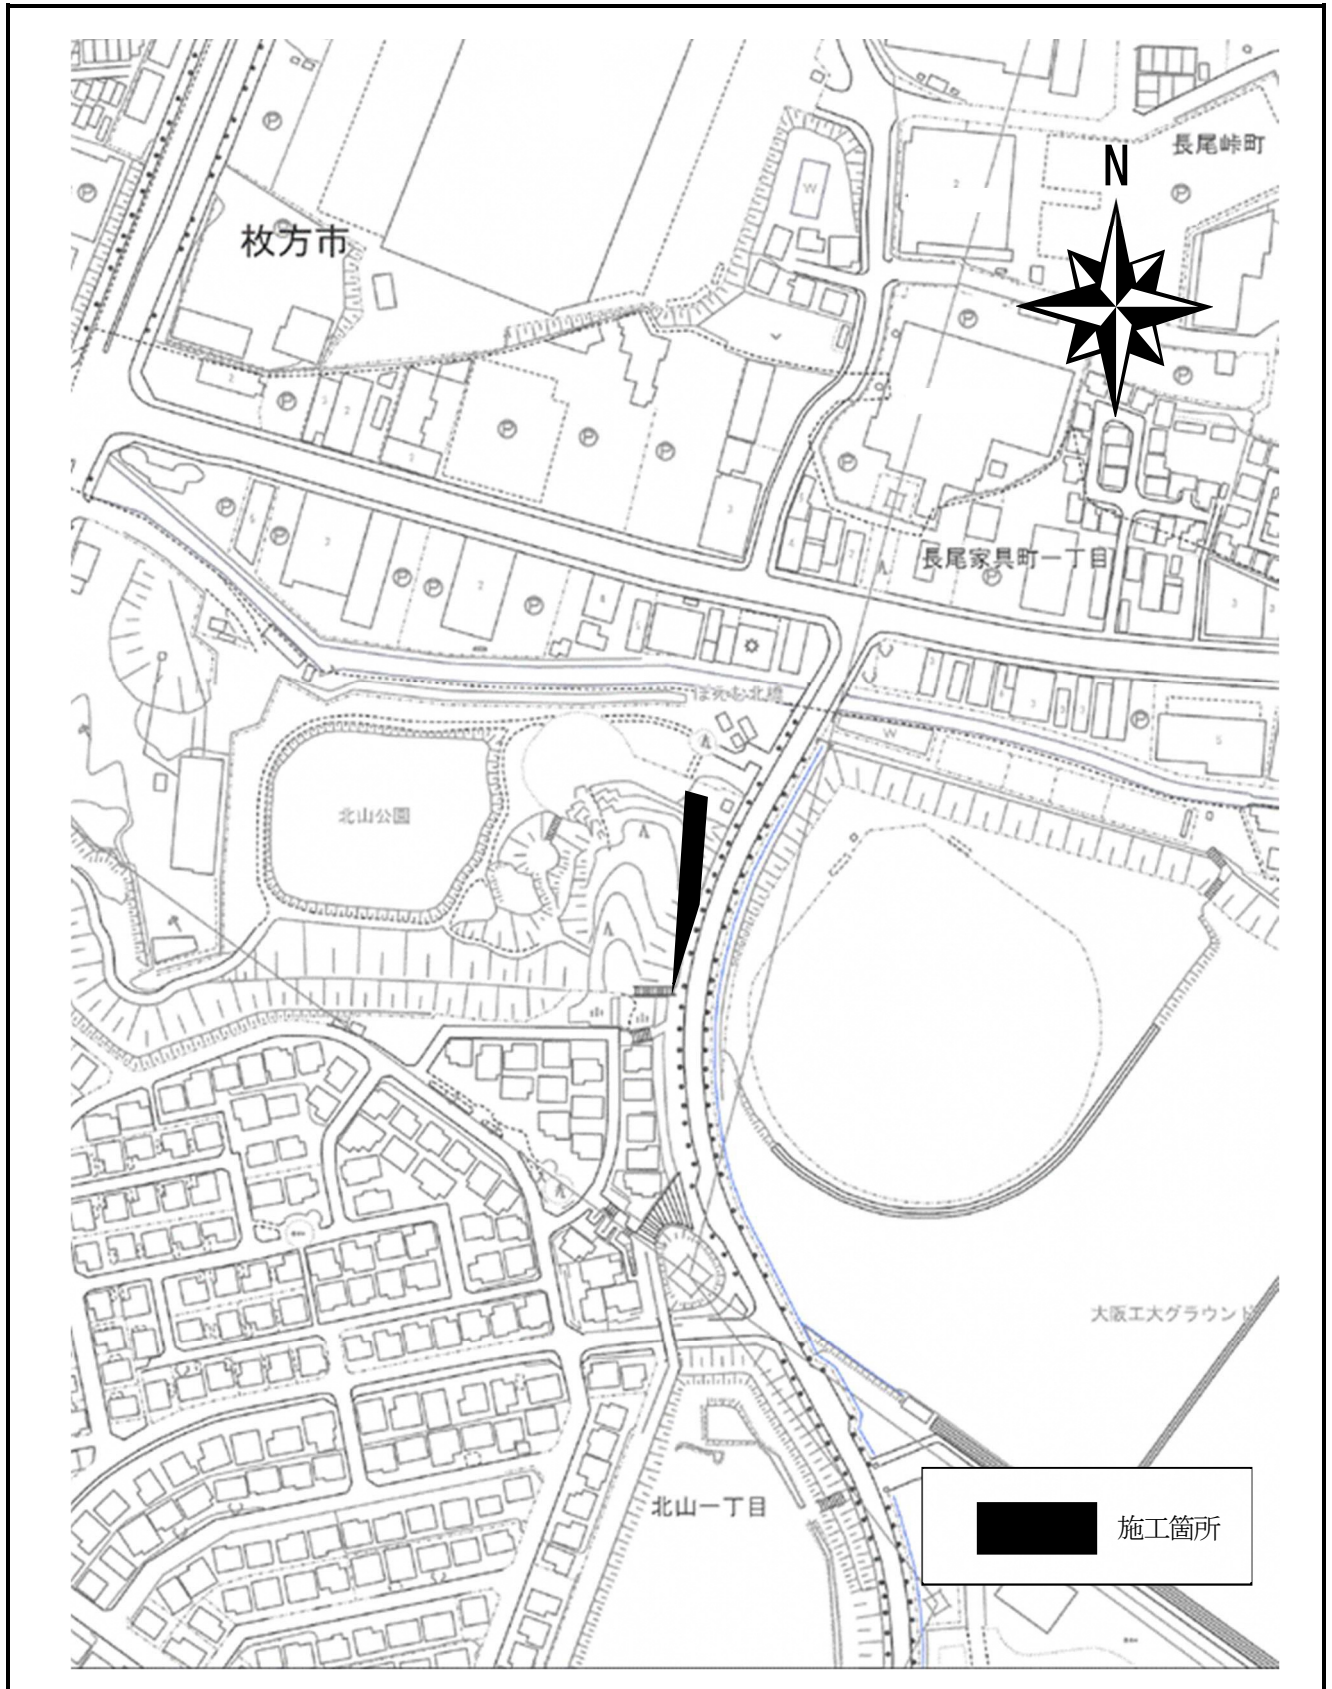 長尾峠町
N
枚方市
長尾家具町一丁目
北山公園
大阪工大グラウンド
北山一丁目
施工箇所